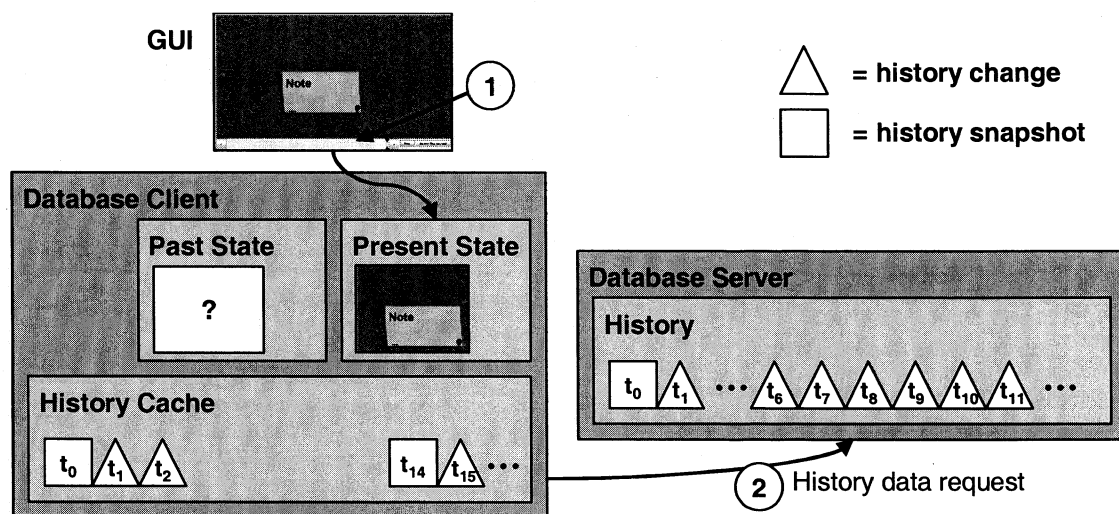 GUI
Note
1
= history change
= history snapshot
Database Client
Past State
Present State
?
Note
Database Server
History
t0 t1 ••• t6 t7 t8 t9 t10 t11 •••
History Cache
t0 t1 t2 t14 t15 •••
2 History data request